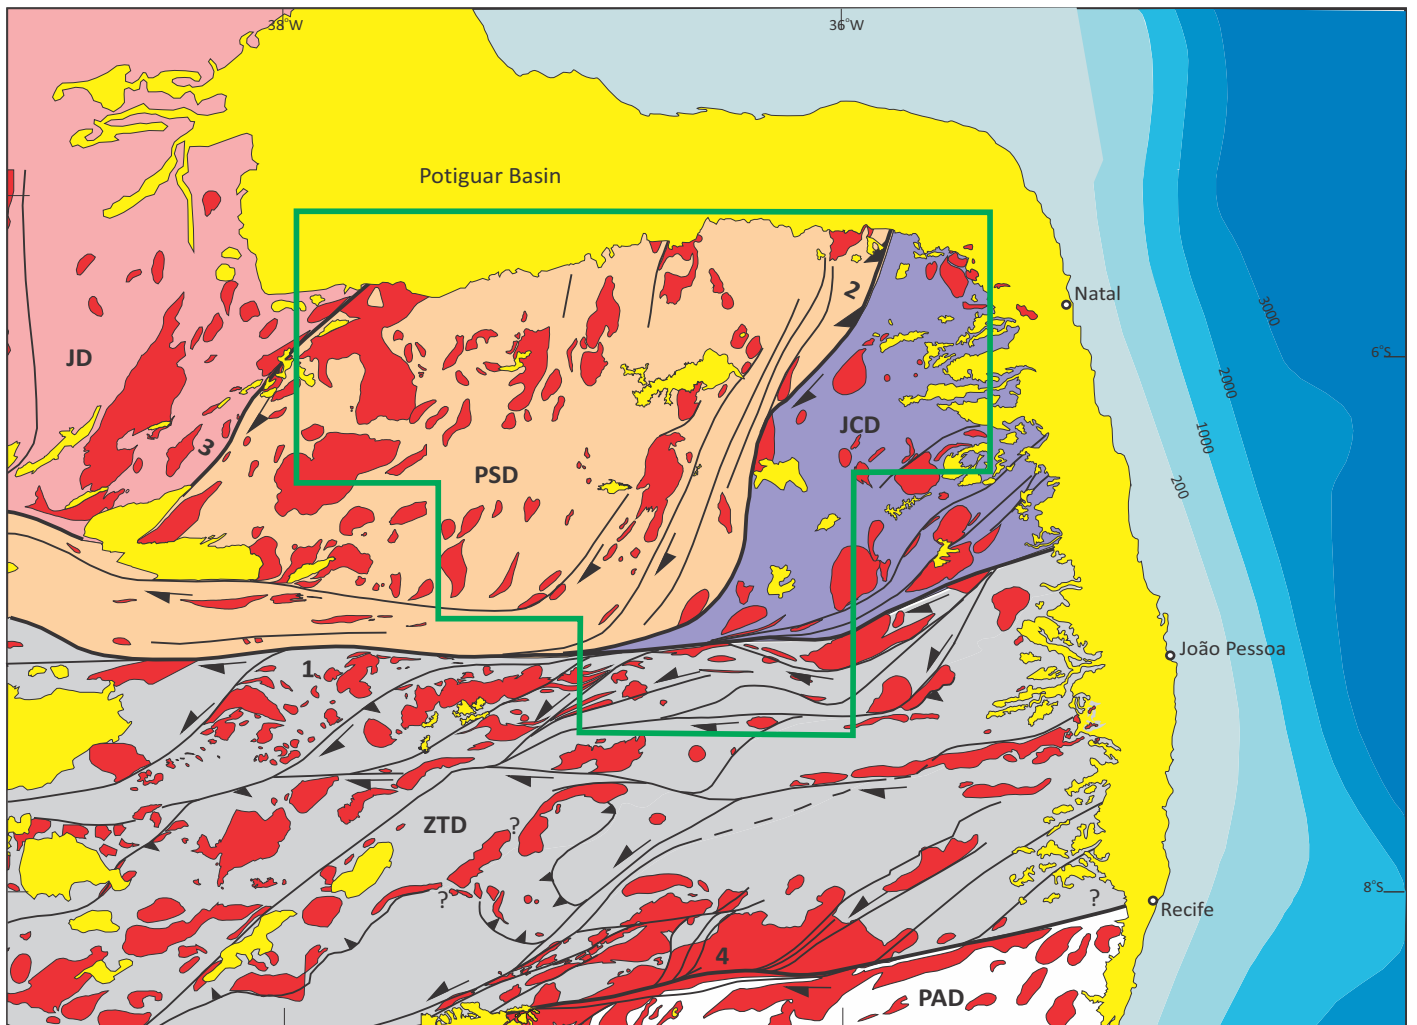 38°W
36°W
Potiguar Basin
2
Natal
3000
6°S
JD
2000
JCD
1000
3
PSD
200
João Pessoa
1
ZTD
?
?
?
8°S
Recife
4
PAD